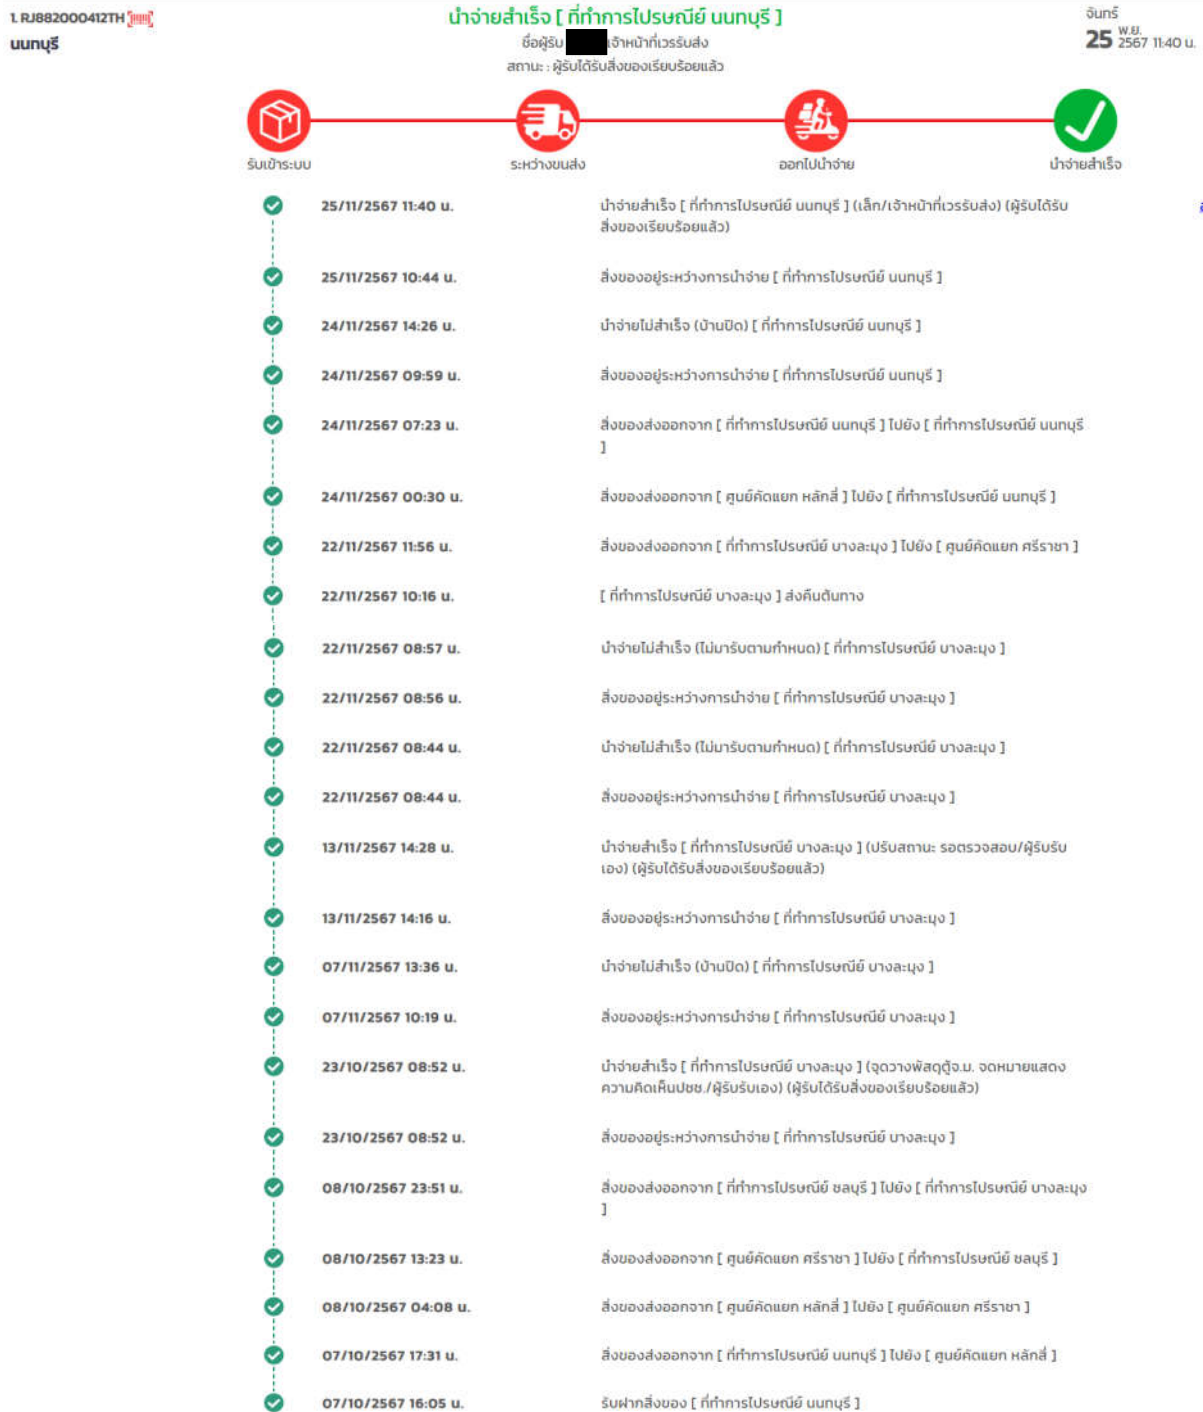 1. RJ882000412TH
นนทบุรี
นำจ่ายสำเร็จ [ ที่ทำการไปรษณีย์ นนทบุรี ]
ชื่อผู้รับ เจ้าหน้าที่เวรรับส่ง
สถานะ : ผู้รับได้รับสิ่งของเรียบร้อยแล้ว
จันทร์
25 พ.ย. 2567 11:40 น.
รับเข้าระบบ
ระหว่างขนส่ง
ออกไปนำจ่าย
นำจ่ายสำเร็จ
25/11/2567 11:40 น. นำจ่ายสำเร็จ [ ที่ทำการไปรษณีย์ นนทบุรี ] (เล็ก/เจ้าหน้าที่เวรรับส่ง) (ผู้รับได้รับ
สิ่งของเรียบร้อยแล้ว)
25/11/2567 10:44 น. สิ่งของอยู่ระหว่างการนำจ่าย [ ที่ทำการไปรษณีย์ นนทบุรี ]
24/11/2567 14:26 น. นำจ่ายไม่สำเร็จ (บ้านปิด) [ ที่ทำการไปรษณีย์ นนทบุรี ]
24/11/2567 09:59 น. สิ่งของอยู่ระหว่างการนำจ่าย [ ที่ทำการไปรษณีย์ นนทบุรี ]
24/11/2567 07:23 น. สิ่งของส่งออกจาก [ ที่ทำการไปรษณีย์ นนทบุรี ] ไปยัง [ ที่ทำการไปรษณีย์ นนทบุรี
]
24/11/2567 00:30 น. สิ่งของส่งออกจาก [ ศูนย์คัดแยก หลักสี่ ] ไปยัง [ ที่ทำการไปรษณีย์ นนทบุรี ]
22/11/2567 11:56 น. สิ่งของส่งออกจาก [ ที่ทำการไปรษณีย์ บางละมุง ] ไปยัง [ ศูนย์คัดแยก ศรีราชา ]
22/11/2567 10:16 น. [ ที่ทำการไปรษณีย์ บางละมุง ] ส่งคืนต้นทาง
22/11/2567 08:57 น. นำจ่ายไม่สำเร็จ (ไม่มารับตามกำหนด) [ ที่ทำการไปรษณีย์ บางละมุง ]
22/11/2567 08:56 น. สิ่งของอยู่ระหว่างการนำจ่าย [ ที่ทำการไปรษณีย์ บางละมุง ]
22/11/2567 08:44 น. นำจ่ายไม่สำเร็จ (ไม่มารับตามกำหนด) [ ที่ทำการไปรษณีย์ บางละมุง ]
22/11/2567 08:44 น. สิ่งของอยู่ระหว่างการนำจ่าย [ ที่ทำการไปรษณีย์ บางละมุง ]
13/11/2567 14:28 น. นำจ่ายสำเร็จ [ ที่ทำการไปรษณีย์ บางละมุง ] (ปรับสถานะ รอตรวจสอบ/ผู้รับรับ
เอง) (ผู้รับได้รับสิ่งของเรียบร้อยแล้ว)
13/11/2567 14:16 น. สิ่งของอยู่ระหว่างการนำจ่าย [ ที่ทำการไปรษณีย์ บางละมุง ]
07/11/2567 13:36 น. นำจ่ายไม่สำเร็จ (บ้านปิด) [ ที่ทำการไปรษณีย์ บางละมุง ]
07/11/2567 10:19 น. สิ่งของอยู่ระหว่างการนำจ่าย [ ที่ทำการไปรษณีย์ บางละมุง ]
23/10/2567 08:52 น. นำจ่ายสำเร็จ [ ที่ทำการไปรษณีย์ บางละมุง ] (จุดวางพัสดุตู้จ.ม. จดหมายแสดง
ความคิดเห็นปชช./ผู้รับรับเอง) (ผู้รับได้รับสิ่งของเรียบร้อยแล้ว)
23/10/2567 08:52 น. สิ่งของอยู่ระหว่างการนำจ่าย [ ที่ทำการไปรษณีย์ บางละมุง ]
08/10/2567 23:51 น. สิ่งของส่งออกจาก [ ที่ทำการไปรษณีย์ ชลบุรี ] ไปยัง [ ที่ทำการไปรษณีย์ บางละมุง
]
08/10/2567 13:23 น. สิ่งของส่งออกจาก [ ศูนย์คัดแยก ศรีราชา ] ไปยัง [ ที่ทำการไปรษณีย์ ชลบุรี ]
08/10/2567 04:08 น. สิ่งของส่งออกจาก [ ศูนย์คัดแยก หลักสี่ ] ไปยัง [ ศูนย์คัดแยก ศรีราชา ]
07/10/2567 17:31 น. สิ่งของส่งออกจาก [ ที่ทำการไปรษณีย์ นนทบุรี ] ไปยัง [ ศูนย์คัดแยก หลักสี่ ]
07/10/2567 16:05 น. รับฝากสิ่งของ [ ที่ทำการไปรษณีย์ นนทบุรี ]